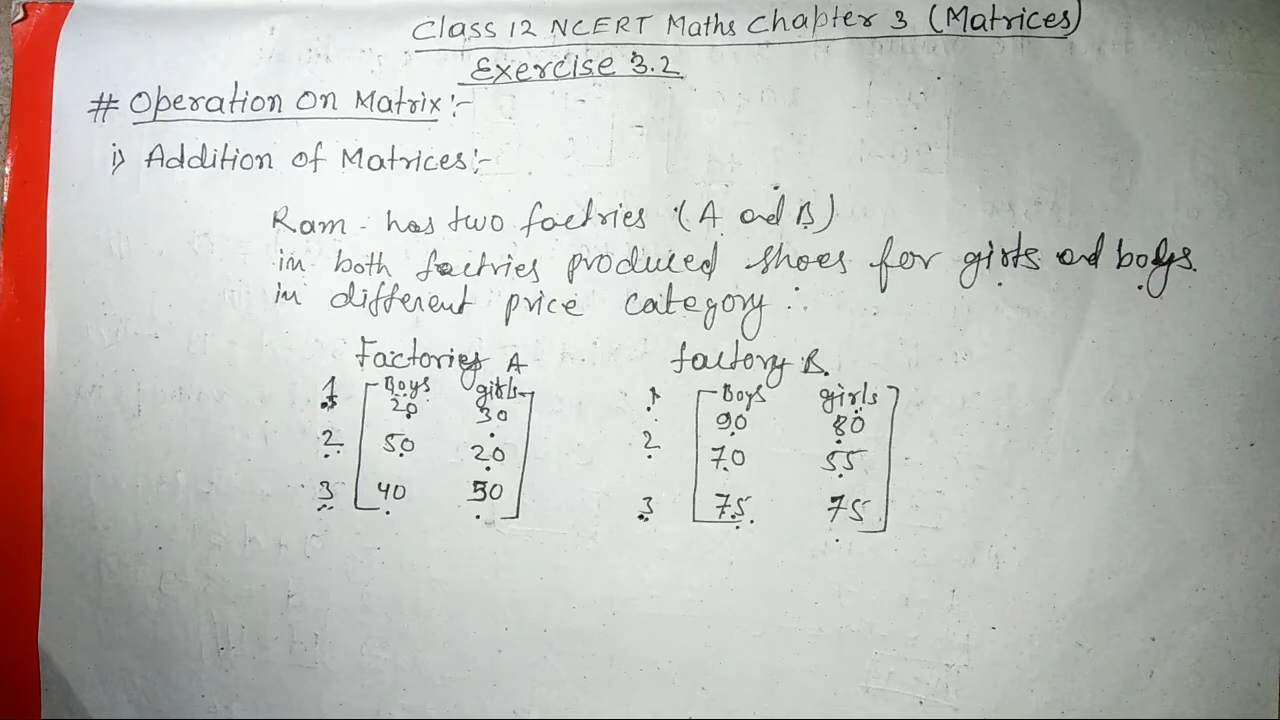 Class 12 NCERT Maths Chapter 3 (Matrices)
Exercise 3.2
# Operation On Matrix:-
i) Addition of Matrices:-
Ram has two factries (A and B)
in both factries produced shoes for girls and boys.
in different price category :
Factories A factory B
1 Boys girls 1 Boys girls
20 30 90 80
2 50 20 2 70 55
3 40 50 3 75 75